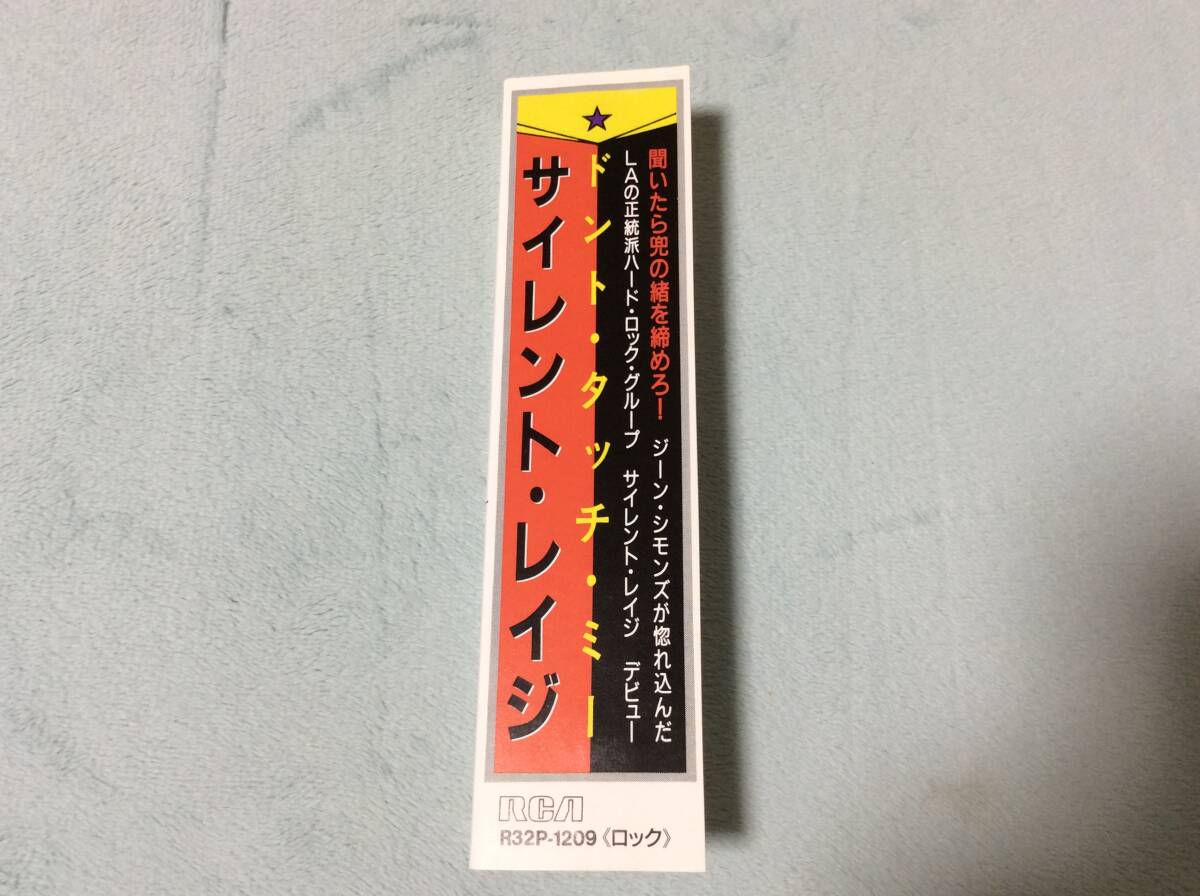 聞いたら兜の緒を締めろ! ジーン・シモンズが惚れ込んだ
LAの正統派ハード・ロック・グループ サイレント・レイジ デビュー
ドント・タッチ・ミー
サイレント・レイジ
RCA
R32P-1209《ロック》